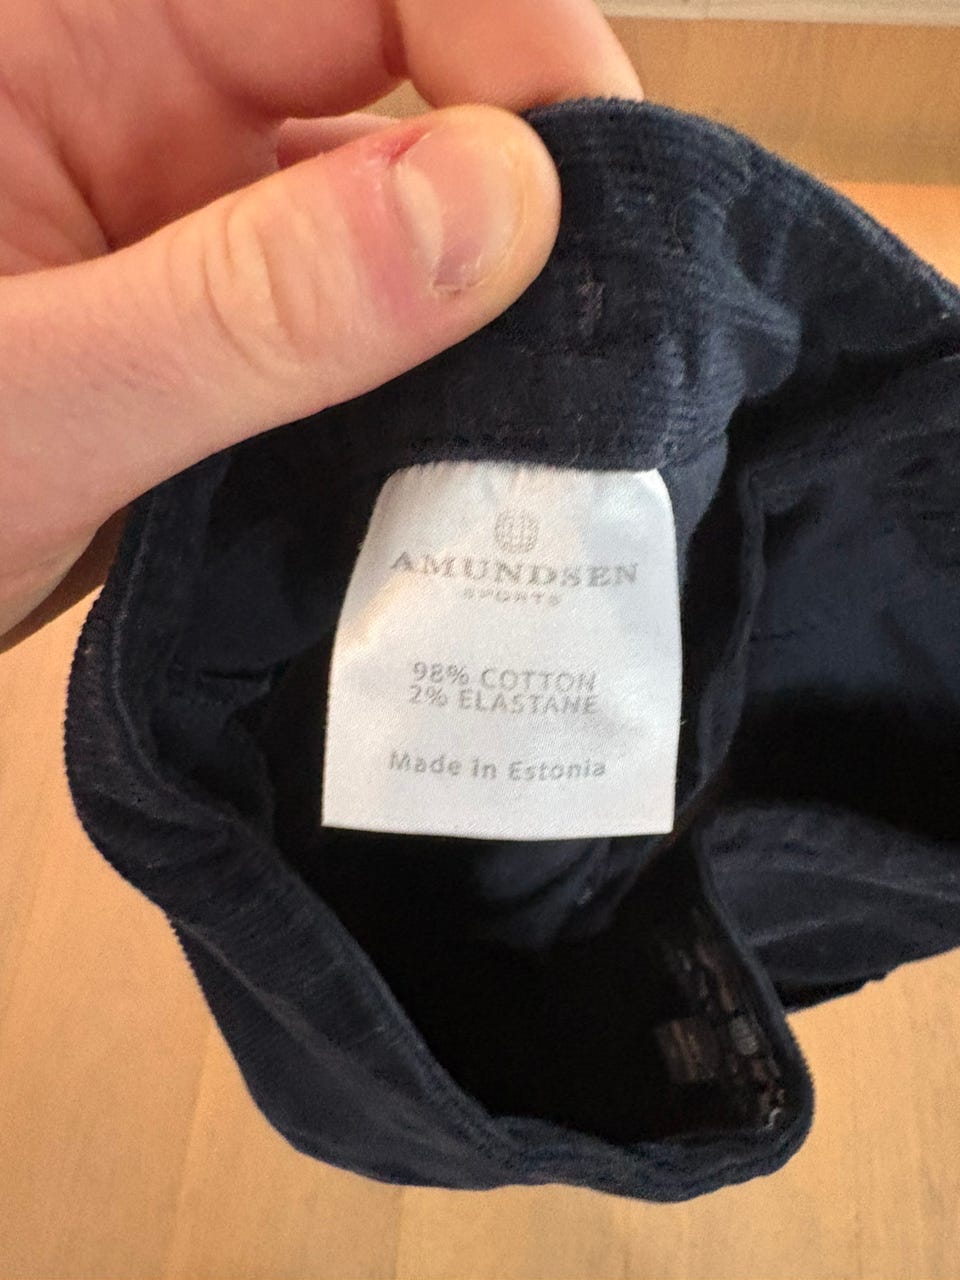 AMUNDSEN
SPORTS
98% COTTON
2% ELASTANE
Made in Estonia